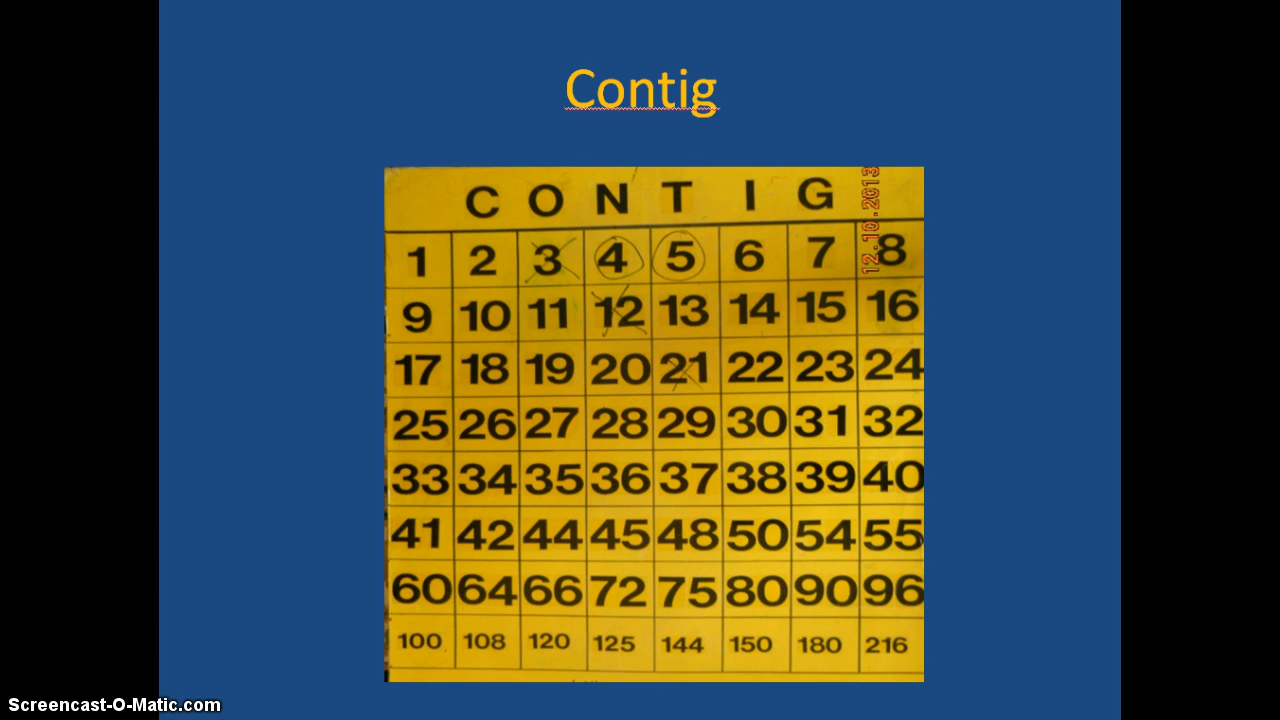 Contig
C O N T I G
12.10.2013
1 2 3 4 5 6 7 8
9 10 11 12 13 14 15 16
17 18 19 20 21 22 23 24
25 26 27 28 29 30 31 32
33 34 35 36 37 38 39 40
41 42 44 45 48 50 54 55
60 64 66 72 75 80 90 96
100 108 120 125 144 150 180 216
Screencast-O-Matic.com